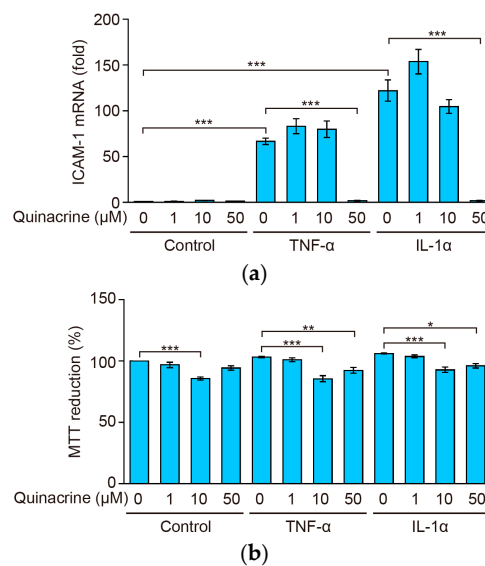 200
150
100
50
0
ICAM-1 mRNA (fold)
***
***
***
***
Quinacrine (μM) 0 1 10 50 0 1 10 50 0 1 10 50
Control TNF-α IL-1α
(a)
150
100
50
0
MTT reduction (%)
*** ** *** * ***
Quinacrine (μM) 0 1 10 50 0 1 10 50 0 1 10 50
Control TNF-α IL-1α
(b)